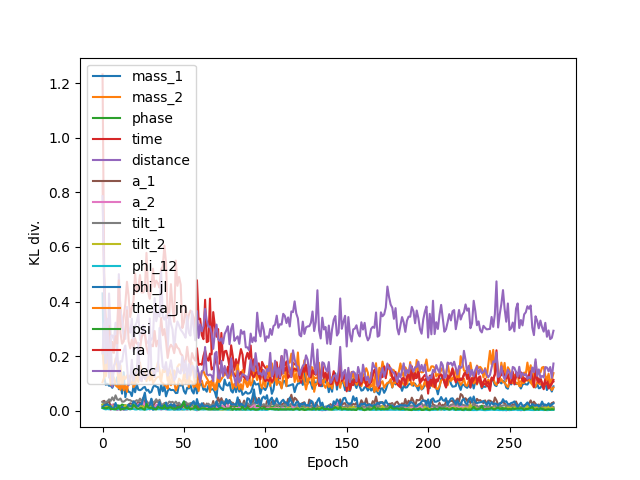 1.2
1.0
0.8
0.6
0.4
0.2
0.0
KL div.
mass_1
mass_2
phase
time
distance
a_1
a_2
tilt_1
tilt_2
phi_12
phi_jl
theta_jn
psi
ra
dec
0
50
100
150
200
250
Epoch